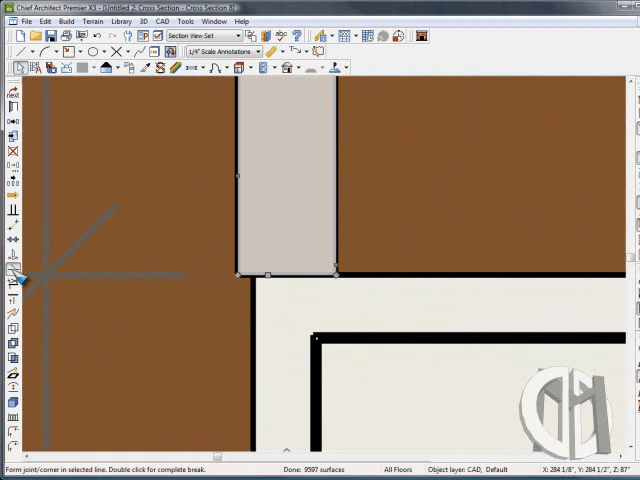 Chief Architect Premier X3 - [Untitled 2: Cross Section - Cross Section 8]
File Edit Build Terrain Library 3D CAD Tools Window Help
Section View Set
1/4" Scale Annotations
next
Form joint/corner in selected line. Double click for complete break. Done: 9597 surfaces All Floors Object layer: CAD, Default X: 284 1/8", Y: 284 1/2", Z: 87"